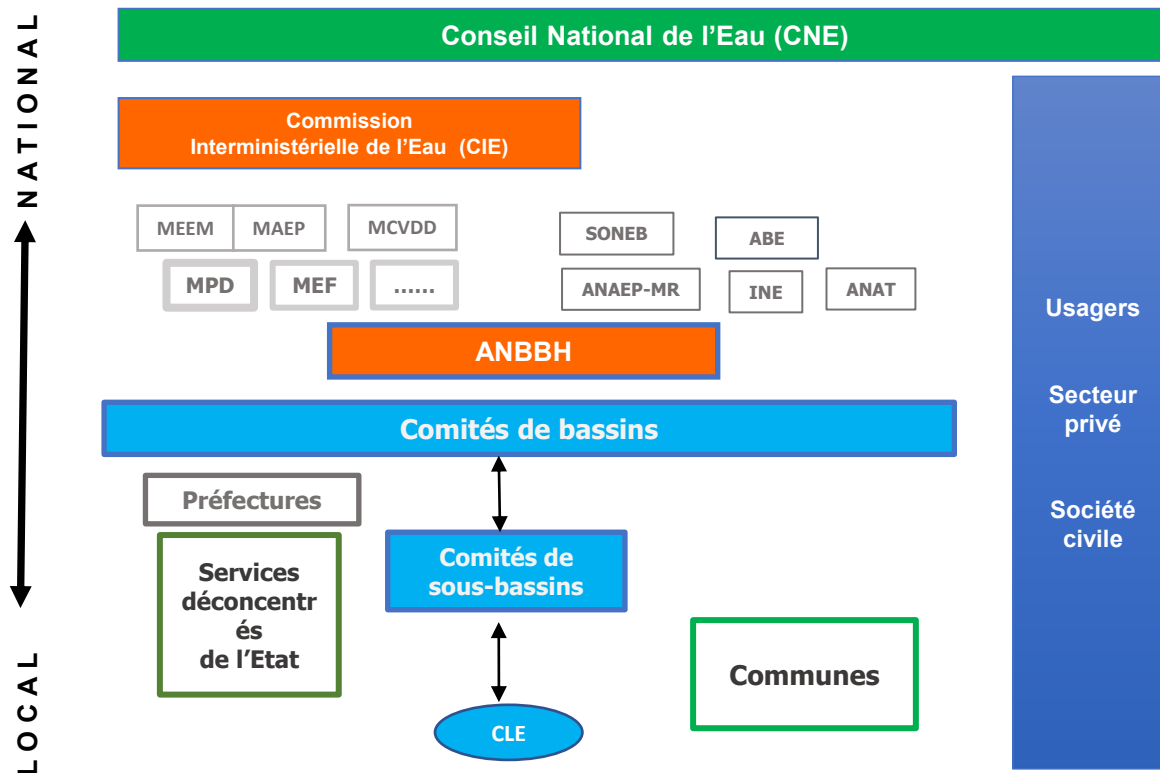 NATIONAL
Conseil National de l’Eau (CNE)
Commission
Interministérielle de l’Eau (CIE)
MEEM
MAEP
MCVDD
SONEB
ABE
MPD
MEF
......
ANAEP-MR
INE
ANAT
ANBBH
Comités de bassins
Préfectures
Services
déconcentr
és
de l’Etat
Comités de
sous-bassins
Communes
CLE
Usagers
Secteur
privé
Société
civile
LOCAL